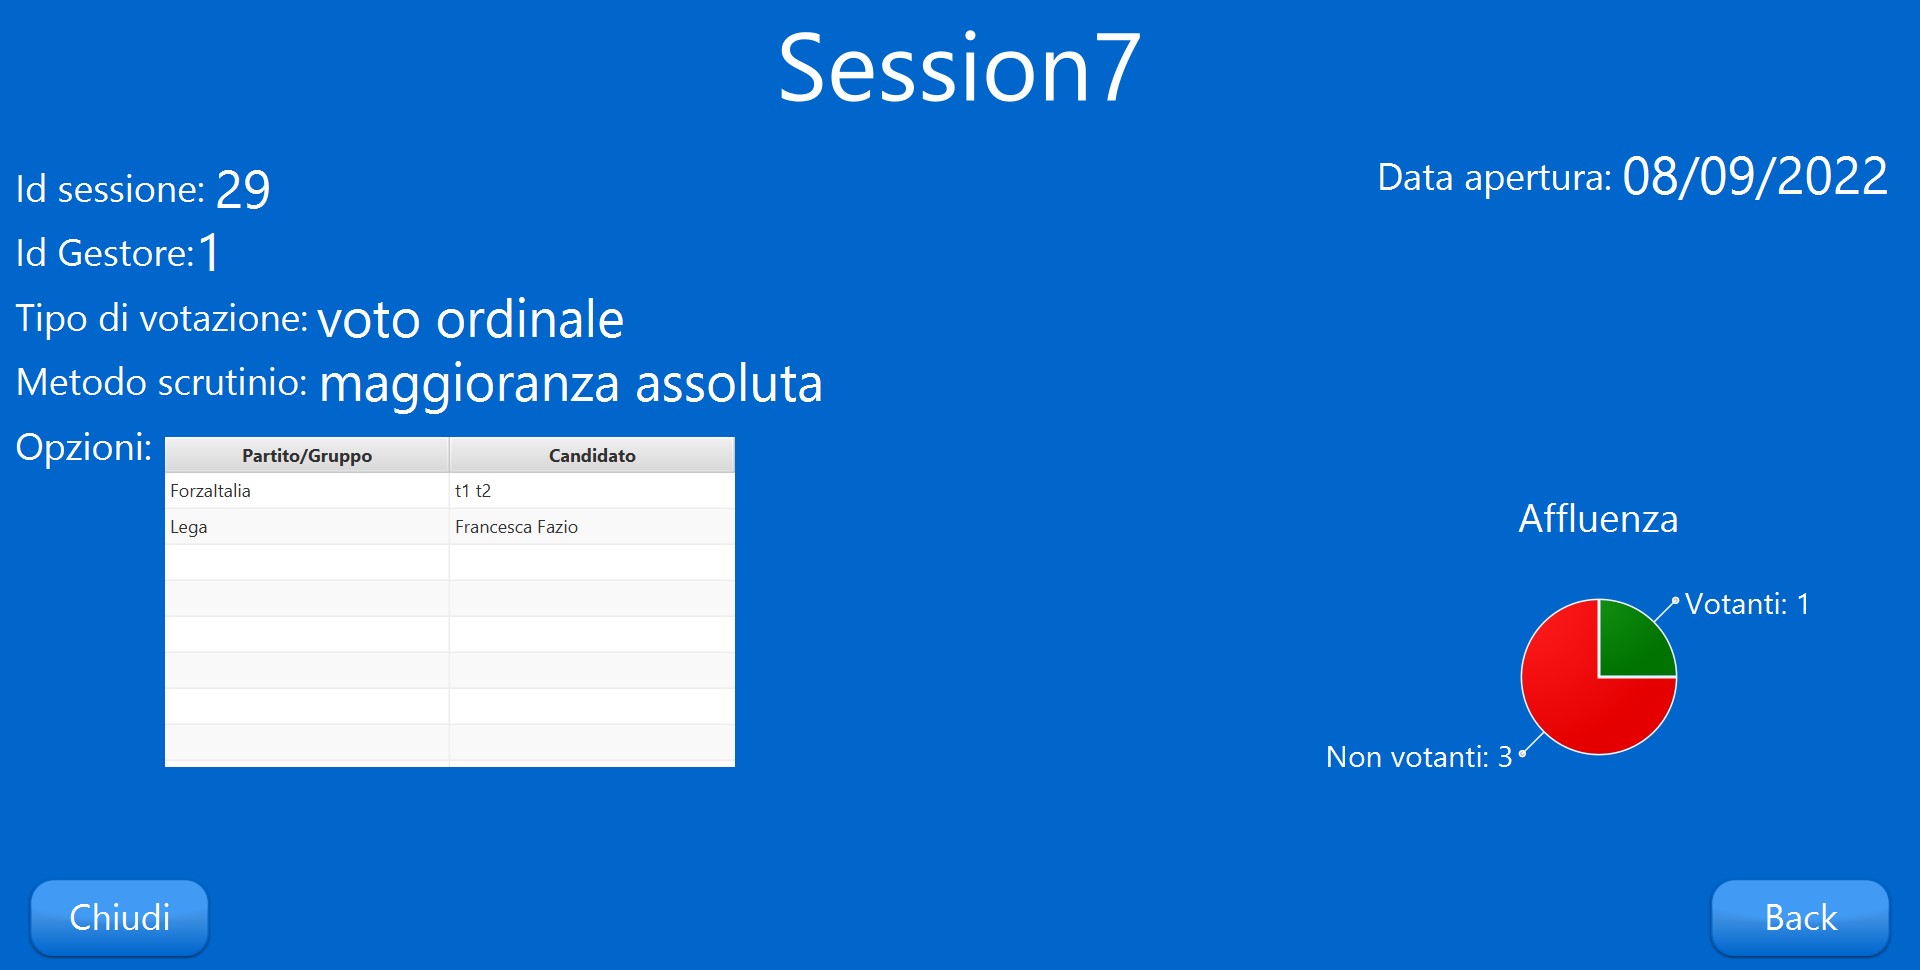 Session7
Id sessione: 29
Data apertura: 08/09/2022
Id Gestore:1
Tipo di votazione: voto ordinale
Metodo scrutinio: maggioranza assoluta
Opzioni:
Partito/Gruppo Candidato
ForzaItalia t1 t2
Lega Francesca Fazio
Affluenza
Votanti: 1
Non votanti: 3
Chiudi
Back